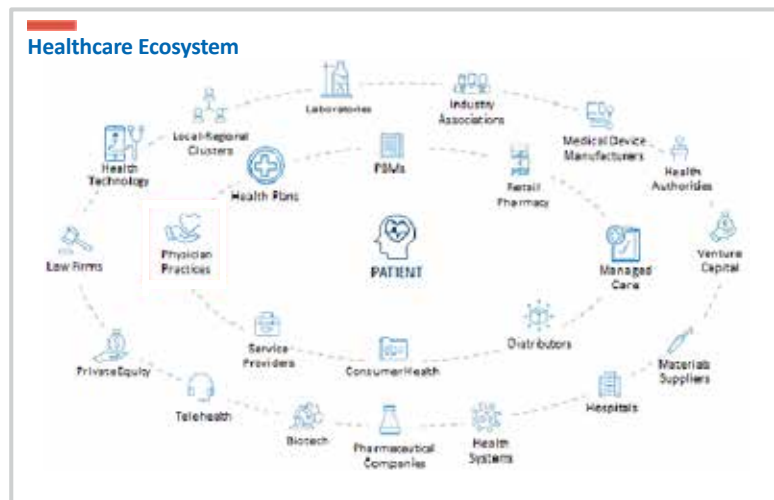 Healthcare Ecosystem
Laboratories
Industry
Associations
Local-Regional
Clusters
Medical Device
Manufacturers
Health
Technology
PBMs
Health
Authorities
Health Plans
Retail
Pharmacy
Law Firms
Physician
Practices
PATIENT
Managed
Care
Venture
Capital
Service
Providers
Consumer Health
Distributors
Private Equity
Materials
Suppliers
Telehealth
Hospitals
Biotech
Pharmaceutical
Companies
Health
Systems